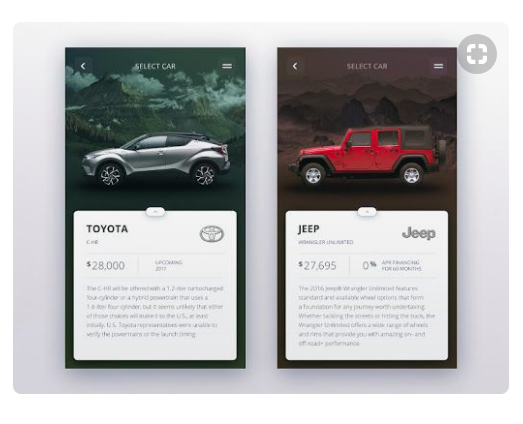 SELECT CAR
TOYOTA
C-HR
$28,000
UPCOMING
2017
The C-HR will be offered with a 1.2-liter turbocharged
four-cylinder or a hybrid powertrain that uses a
1.8-liter four-cylinder, but it seems unlikely that either
of those choices will make it to the U.S., at least
initially. U.S. Toyota representatives were unable to
verify the powertrains or the launch timing.
SELECT CAR
JEEP
Jeep
WRANGLER UNLIMITED
$27,695
0% APR FINANCING
FOR 60 MONTHS
The 2016 Jeep® Wrangler Unlimited features
standard and available wheel options that form
a foundation for any journey worth undertaking.
Whether tackling the streets or hitting the track, the
Wrangler Unlimited offers a wide range of wheels
and rims that provide you with amazing on- and
off-road+ performance.